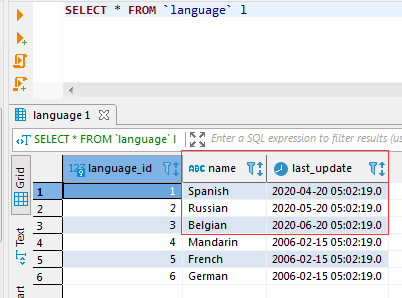 SELECT * FROM `language` l
language 1
SELECT * FROM `language` l
Enter a SQL expression to filter results (us
Grid
Text
123 language_id ABC name last_update
1 1 Spanish 2020-04-20 05:02:19.0
2 2 Russian 2020-05-20 05:02:19.0
3 3 Belgian 2020-06-20 05:02:19.0
4 4 Mandarin 2006-02-15 05:02:19.0
5 5 French 2006-02-15 05:02:19.0
6 6 German 2006-02-15 05:02:19.0